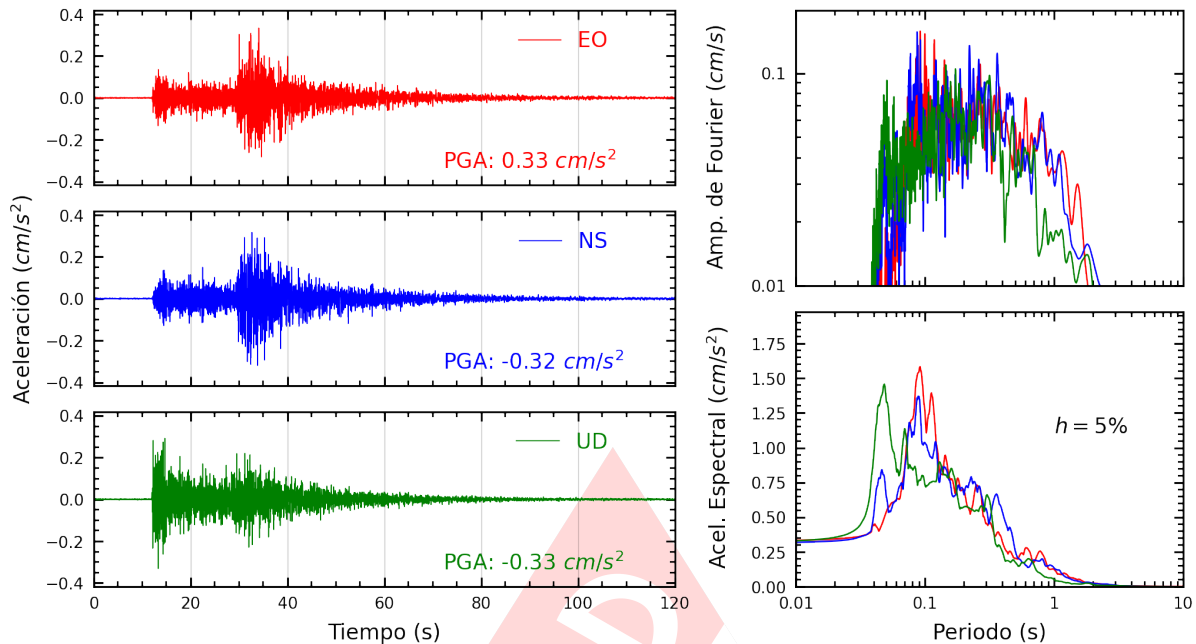 Aceleración (cm/s²)
0.4
0.2
0.0
−0.2
−0.4
EO
PGA: 0.33 cm/s²
0.4
0.2
0.0
−0.2
−0.4
NS
PGA: -0.32 cm/s²
0.4
0.2
0.0
−0.2
−0.4
UD
PGA: -0.33 cm/s²
0 20 40 60 80 100 120
Tiempo (s)
Amp. de Fourier (cm/s)
0.1
0.01
Acel. Espectral (cm/s²)
1.75
1.50
1.25
1.00
0.75
0.50
0.25
0.00
h = 5%
0.01 0.1 1 10
Periodo (s)